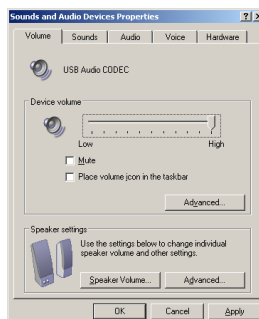 Sounds and Audio Devices Properties
Volume Sounds Audio Voice Hardware
USB Audio CODEC
Device volume
Low High
Mute
Place volume icon in the taskbar
Advanced...
Speaker settings
Use the settings below to change individual
speaker volume and other settings.
Speaker Volume... Advanced...
OK Cancel Apply